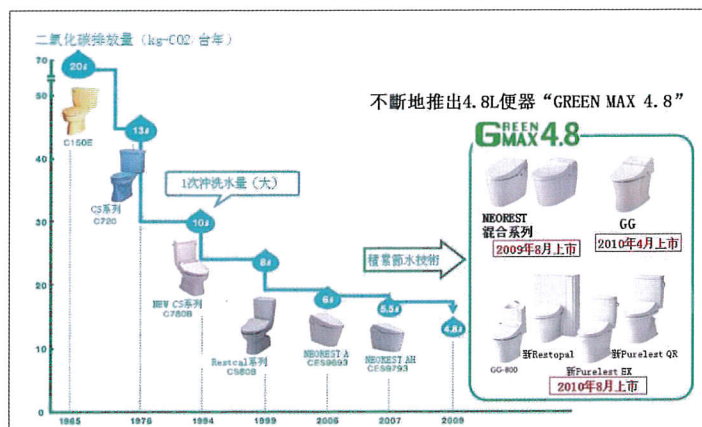 二氧化碳排放量（kg-CO2/台年）
70
50
40
30
20
10
0
20ℓ
C150E
13ℓ
CS系列
C720
1次沖洗水量（大）
10ℓ
NEW CS系列
C780B
8ℓ
Restcal系列
6ℓ
NEOREST A
CES9693
5.5ℓ
NEOREST AH
CES9793
4.8ℓ
積累節水技術
1965
1976
1994
1999
2006
2007
2009
不斷地推出4.8L便器“GREEN MAX 4.8”
GREEN MAX 4.8
NEOREST
混合系列
2009年8月上市
GG
2010年4月上市
GG-800
新Restopal
新Purelest EX
新Purelest QR
2010年8月上市